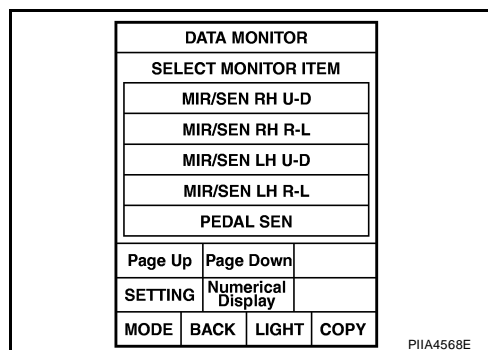 DATA MONITOR
SELECT MONITOR ITEM
MIR/SEN RH U-D
MIR/SEN RH R-L
MIR/SEN LH U-D
MIR/SEN LH R-L
PEDAL SEN
Page Up Page Down
SETTING Numerical Display
MODE BACK LIGHT COPY
PIIA4568E